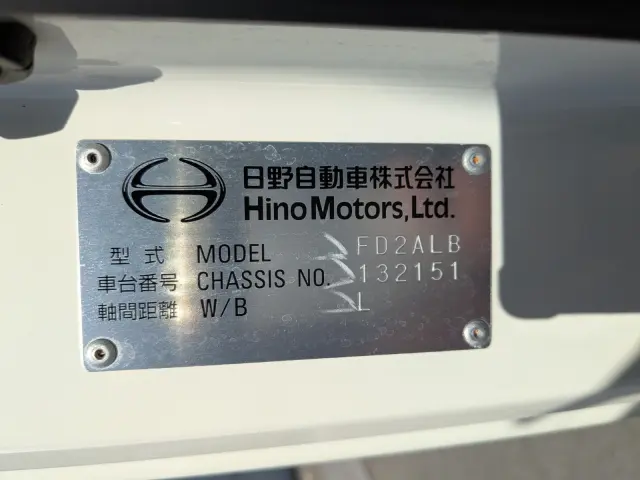 日野自動車株式会社
Hino Motors, Ltd.
型式 MODEL FD2ALB
車台番号 CHASSIS NO. 132151
軸間距離 W/B L